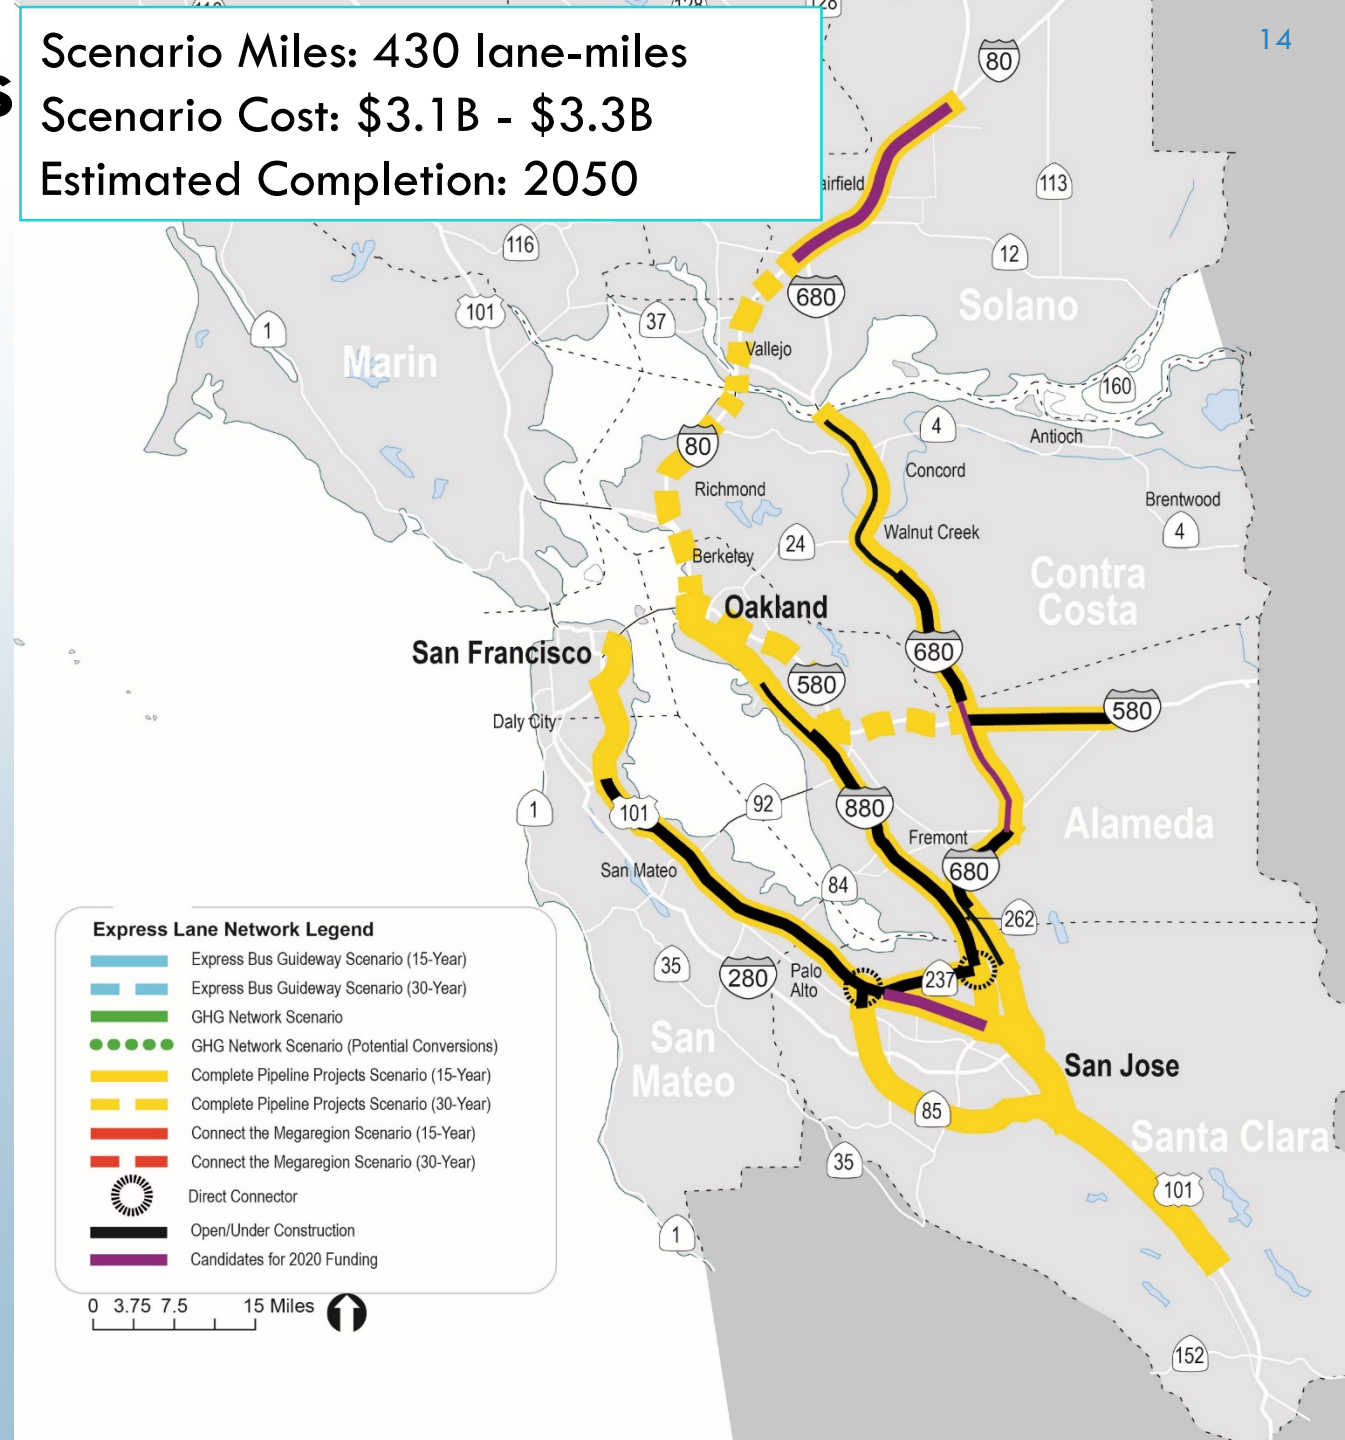 14
Scenario Miles: 430 lane-miles
Scenario Cost: $3.1B - $3.3B
Estimated Completion: 2050
s
80
113
12
116
680
Solano
101
37
1
Marin
Vallejo
160
4
Antioch
80
Concord
Richmond
Brentwood
4
Walnut Creek
24
Berkeley
Contra
Costa
Oakland
San Francisco
680
580
580
Daly City
1
101
92
880
Alameda
Fremont
San Mateo
680
84
262
35
280
Palo
Alto
237
San
Mateo
San Jose
85
Santa Clara
35
101
1
152
Express Lane Network Legend
Express Bus Guideway Scenario (15-Year)
Express Bus Guideway Scenario (30-Year)
GHG Network Scenario
GHG Network Scenario (Potential Conversions)
Complete Pipeline Projects Scenario (15-Year)
Complete Pipeline Projects Scenario (30-Year)
Connect the Megaregion Scenario (15-Year)
Connect the Megaregion Scenario (30-Year)
Direct Connector
Open/Under Construction
Candidates for 2020 Funding
0 3.75 7.5 15 Miles